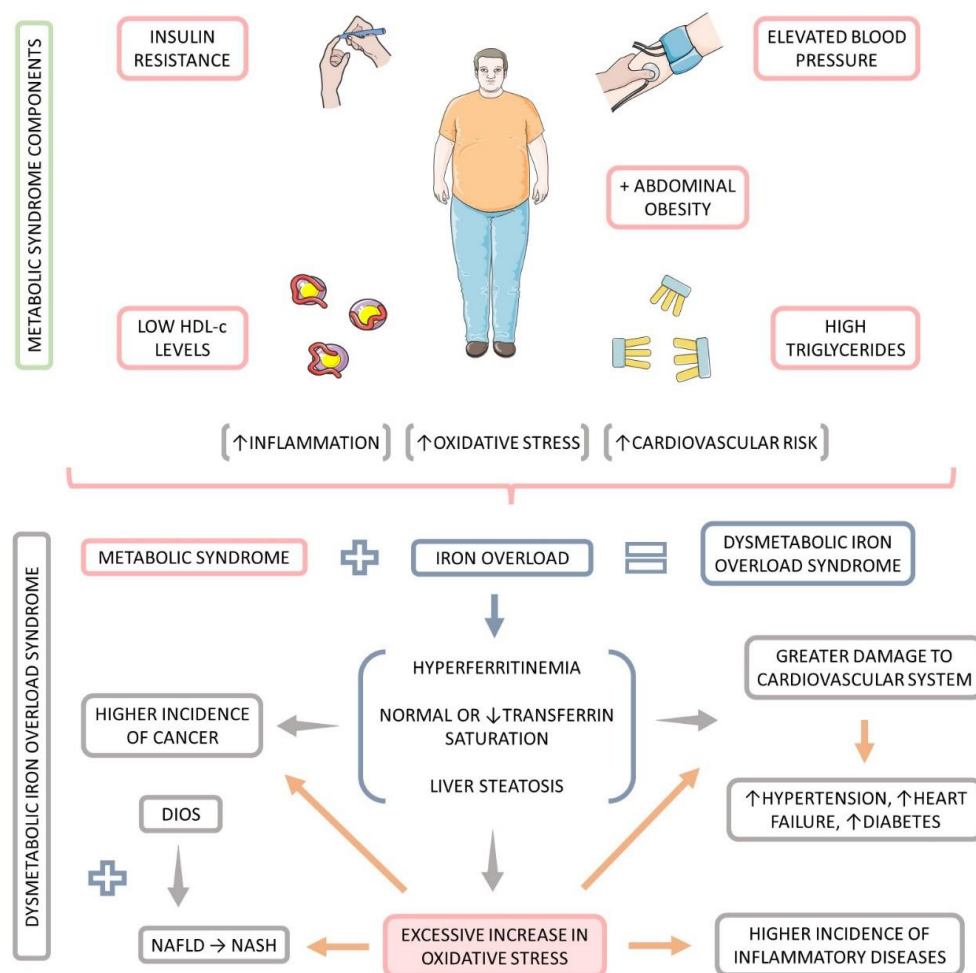 METABOLIC SYNDROME COMPONENTS
INSULIN
RESISTANCE
ELEVATED BLOOD
PRESSURE
+ ABDOMINAL
OBESITY
LOW HDL-c
LEVELS
HIGH
TRIGLYCERIDES
↑INFLAMMATION
↑OXIDATIVE STRESS
↑CARDIOVASCULAR RISK
DYSMETABOLIC IRON OVERLOAD SYNDROME
METABOLIC SYNDROME
IRON OVERLOAD
DYSMETABOLIC IRON
OVERLOAD SYNDROME
HYPERFERRITINEMIA
NORMAL OR ↓TRANSFERRIN
SATURATION
LIVER STEATOSIS
HIGHER INCIDENCE
OF CANCER
GREATER DAMAGE TO
CARDIOVASCULAR SYSTEM
↑HYPERTENSION, ↑HEART
FAILURE, ↑DIABETES
DIOS
NAFLD → NASH
EXCESSIVE INCREASE IN
OXIDATIVE STRESS
HIGHER INCIDENCE OF
INFLAMMATORY DISEASES